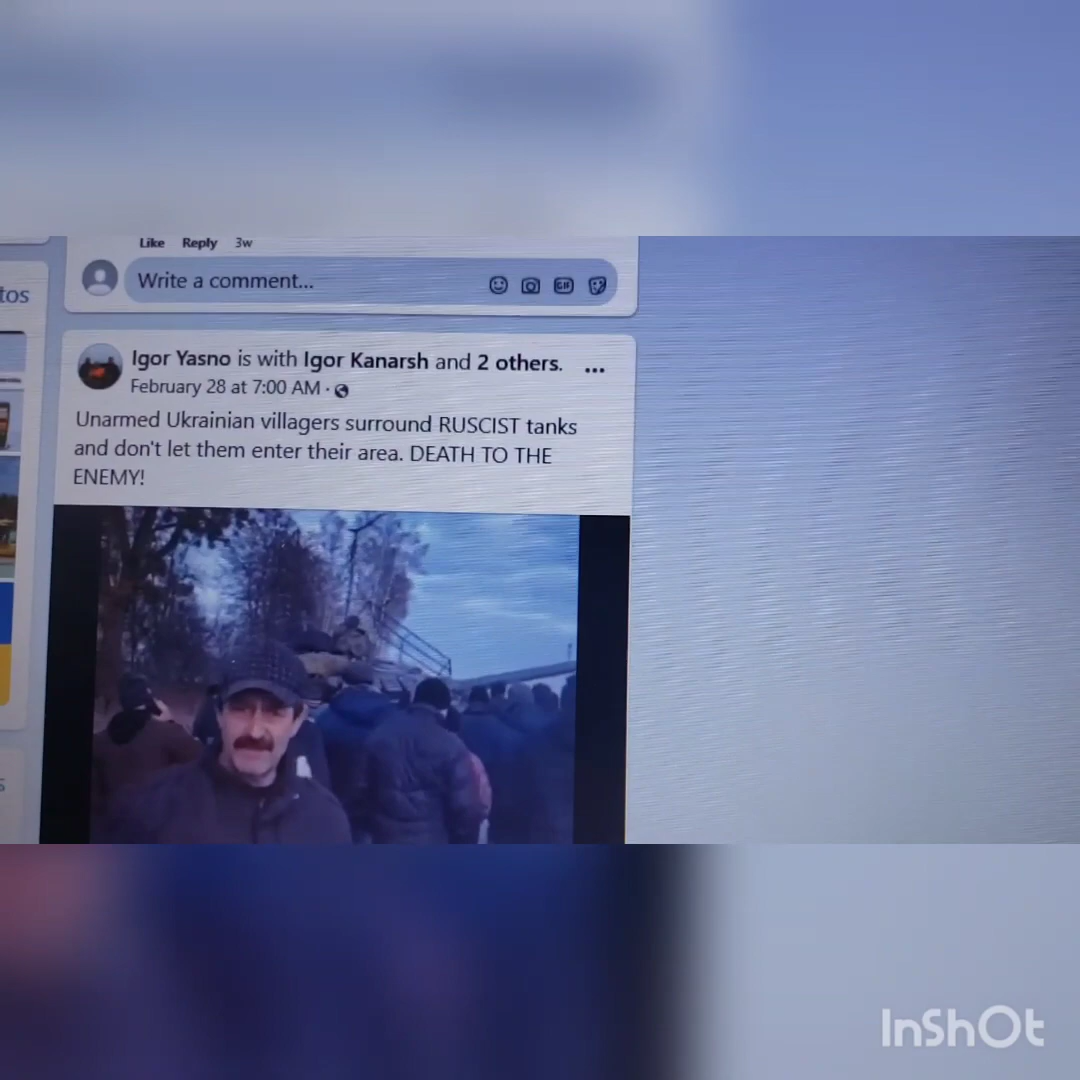 Like Reply 3w
tos
Write a comment...
GIF
Igor Yasno is with Igor Kanarsh and 2 others. ...
February 28 at 7:00 AM ·
Unarmed Ukrainian villagers surround RUSCIST tanks
and don't let them enter their area. DEATH TO THE
ENEMY!
s
InShOt